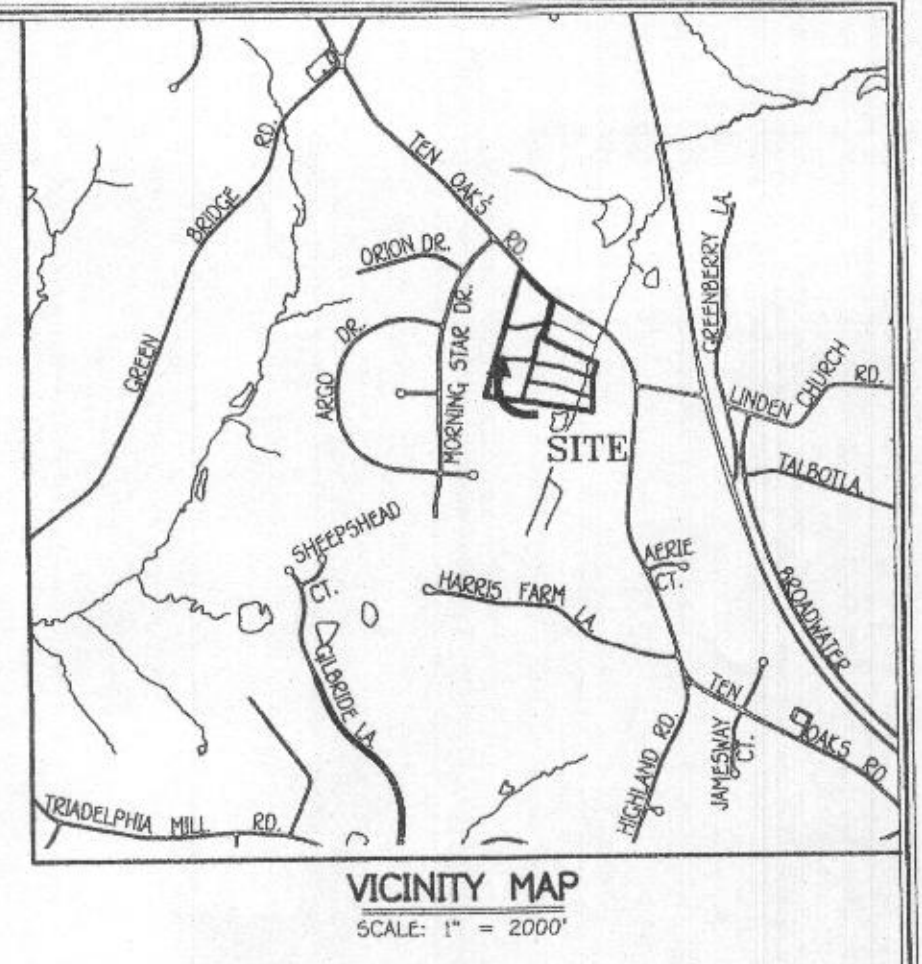 GREEN BRIDGE RD.
TEN OAKS RD.
ORION DR.
ARGO DR.
MORNING STAR DR.
GREENBERRY LA.
LINDEN CHURCH RD.
TALBOT LA.
SITE
SHEEPSHEAD CT.
AERIE CT.
HARRIS FARM LA.
BROADWATER
GILBRIDE LA.
TEN OAKS RD
HIGHLAND RD.
JAMESWAY CT.
TRIADELPHIA MILL RD.
VICINITY MAP
SCALE: 1" = 2000'